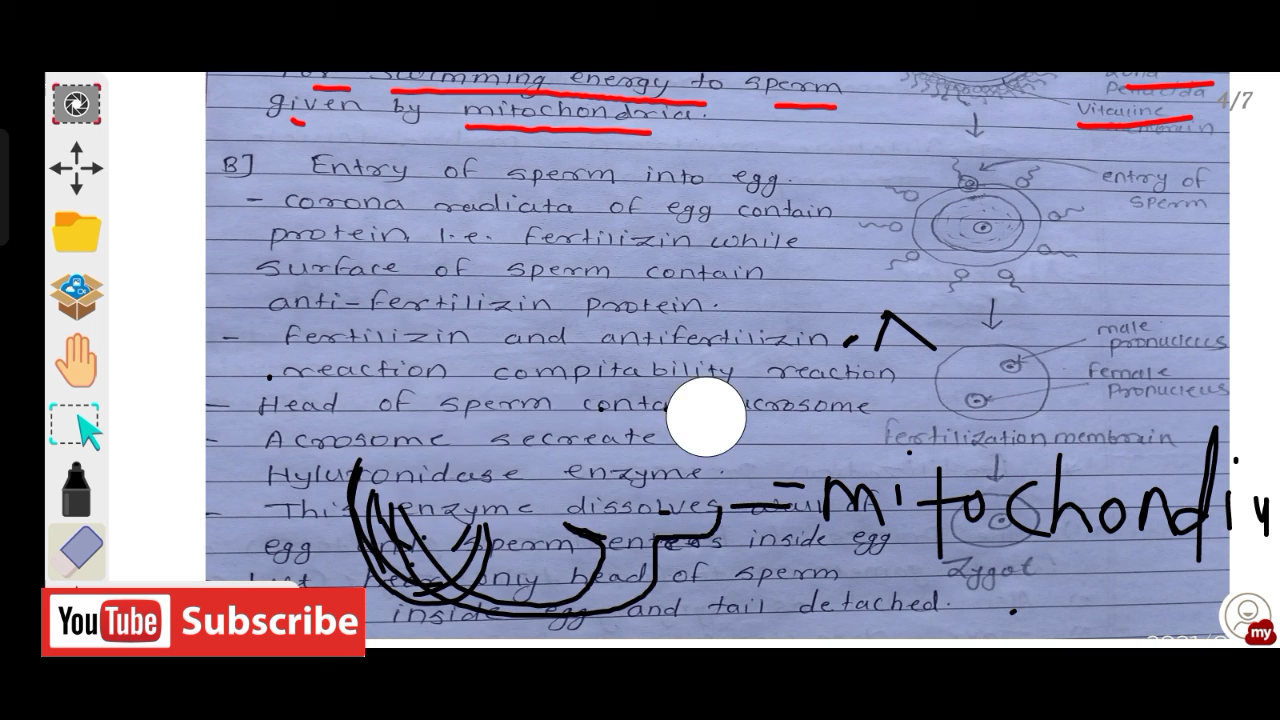 For swimming energy to sperm
given by mitochondria.
B] Entry of sperm into egg.
- corona radiata of egg contain
protein, i.e. fertilizin while
surface of sperm contain
anti-fertilizin protein.
- fertilizin and antifertilizin
reaction compitability reaction
- Head of sperm acrosome
- Acrosome secreate
Hyluronidase enzyme.
- This enzyme dissolves
egg sperm enters inside egg
only head of sperm
inside egg and tail detached.
Pellucida
Vitelline
4/7
entry of
sperm
male
pronucleus
female
Pronucleus
fertilization membrain
= mitochondi
Zygot
YouTube Subscribe
my